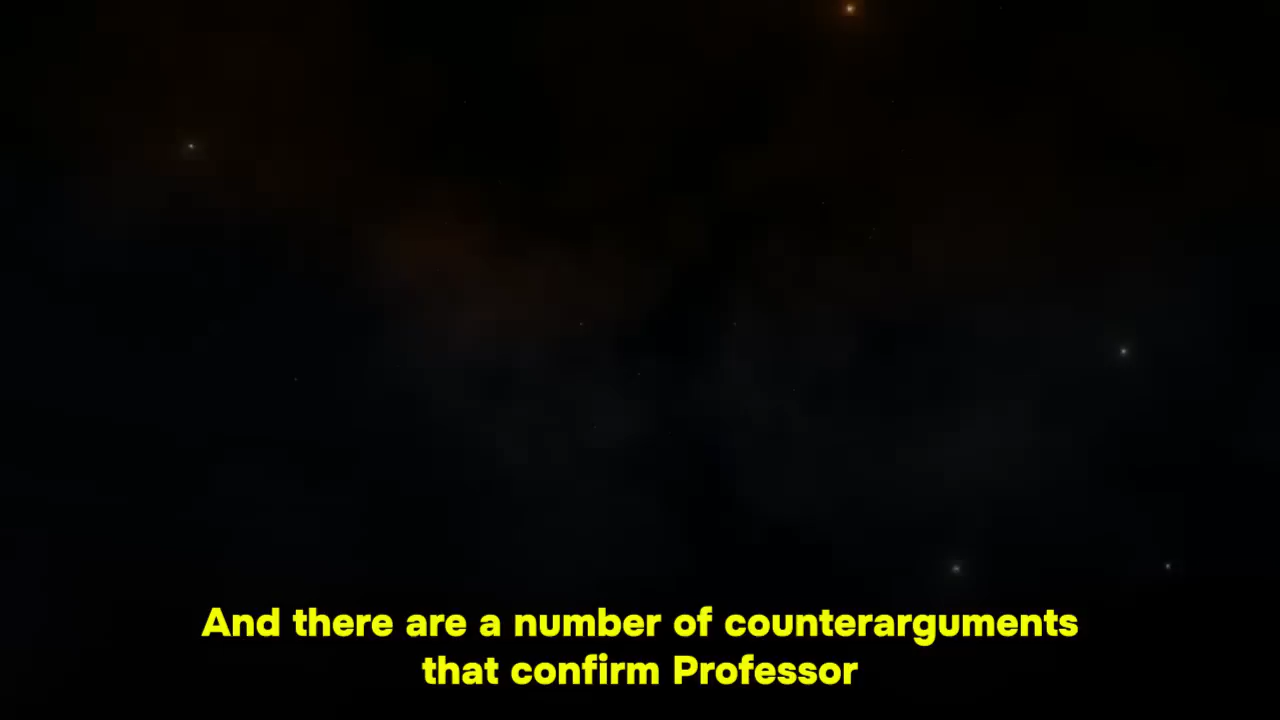 And there are a number of counterarguments
that confirm Professor